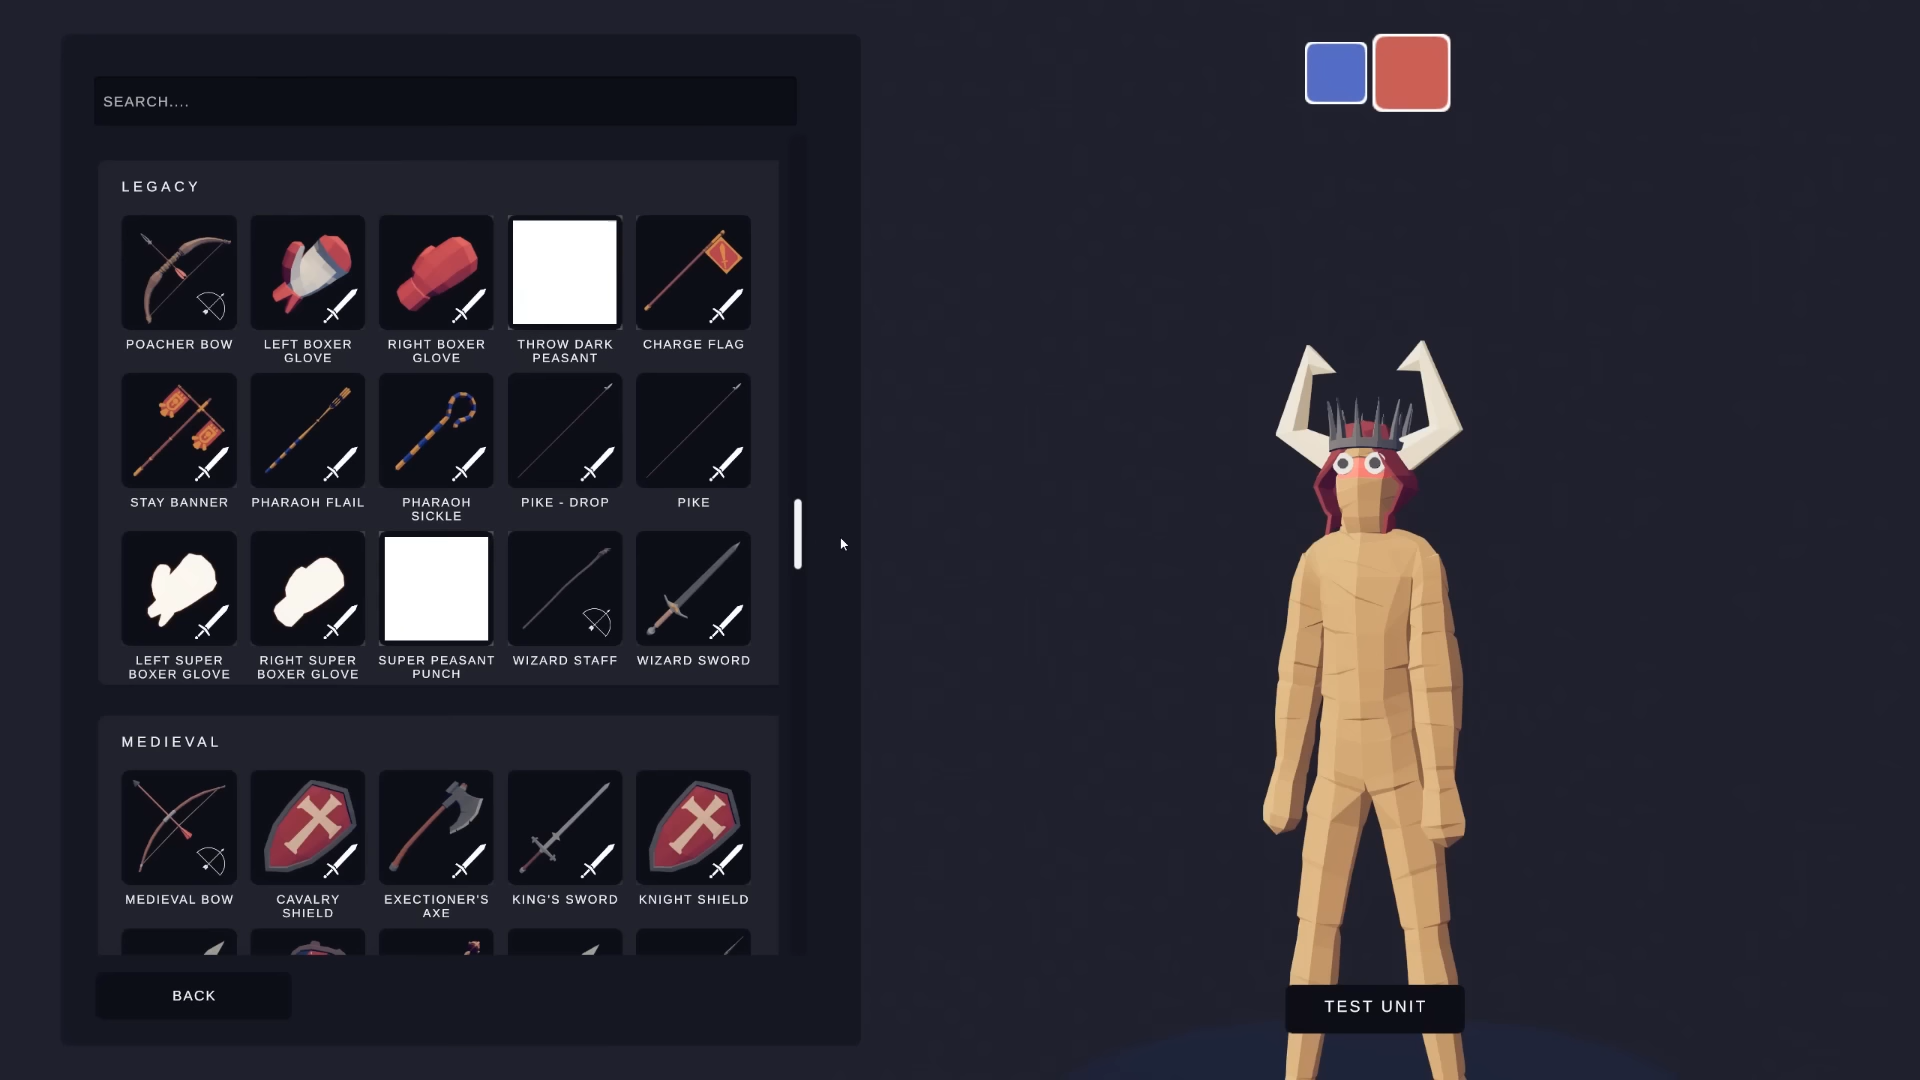 SEARCH....
LEGACY
POACHER BOW
LEFT BOXER
GLOVE
RIGHT BOXER
GLOVE
THROW DARK
PEASANT
CHARGE FLAG
STAY BANNER
PHARAOH FLAIL
PHARAOH
SICKLE
PIKE - DROP
PIKE
LEFT SUPER
BOXER GLOVE
RIGHT SUPER
BOXER GLOVE
SUPER PEASANT
PUNCH
WIZARD STAFF
WIZARD SWORD
MEDIEVAL
MEDIEVAL BOW
CAVALRY
SHIELD
EXECTIONER'S
AXE
KING'S SWORD
KNIGHT SHIELD
BACK
TEST UNIT